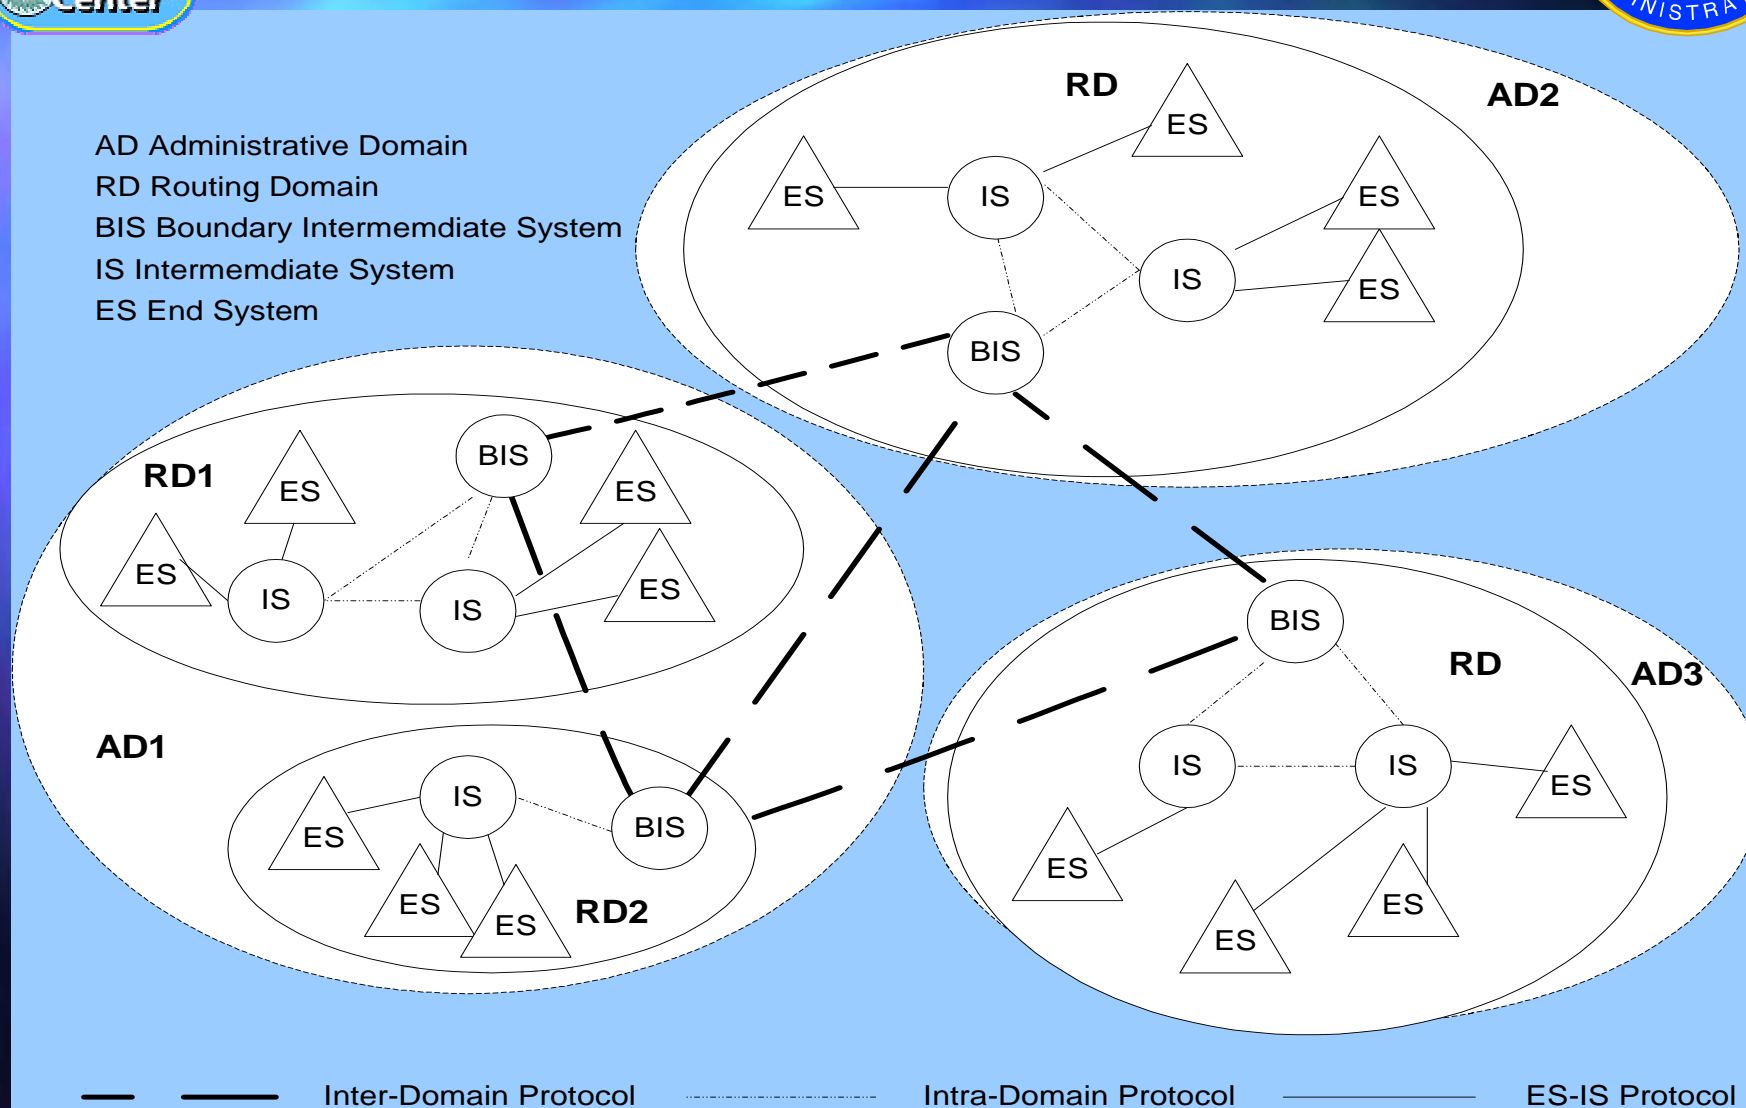 Center
NISTRA
AD Administrative Domain
RD Routing Domain
BIS Boundary Intermemdiate System
IS Intermemdiate System
ES End System
RD
AD2
ES
ES
IS
ES
IS
ES
BIS
RD1
BIS
ES
ES
ES
ES
IS
IS
AD1
IS
ES
BIS
ES
ES
RD2
BIS
RD
AD3
IS
IS
ES
ES
ES
ES
Inter-Domain Protocol
Intra-Domain Protocol
ES-IS Protocol